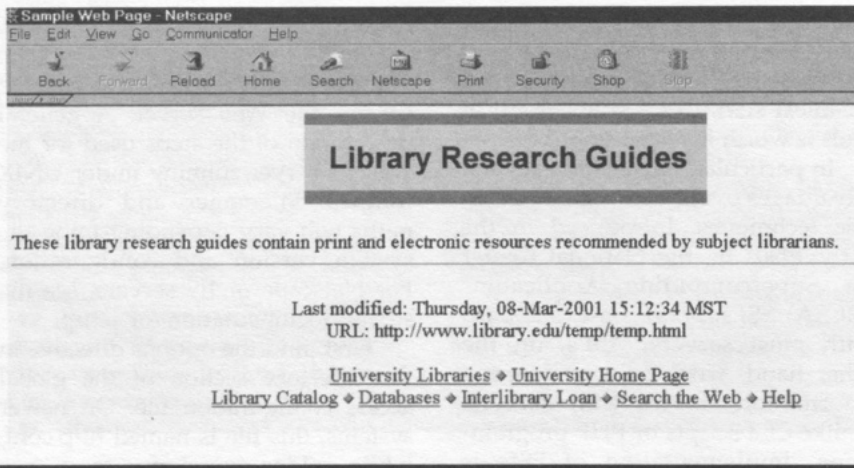 Sample Web Page - Netscape
File Edit View Go Communicator Help
Back Forward Reload Home Search Netscape Print Security Shop Stop
Library Research Guides
These library research guides contain print and electronic resources recommended by subject librarians.
Last modified: Thursday, 08-Mar-2001 15:12:34 MST
URL: http://www.library.edu/temp/temp.html
University Libraries ◆ University Home Page
Library Catalog ◆ Databases ◆ Interlibrary Loan ◆ Search the Web ◆ Help